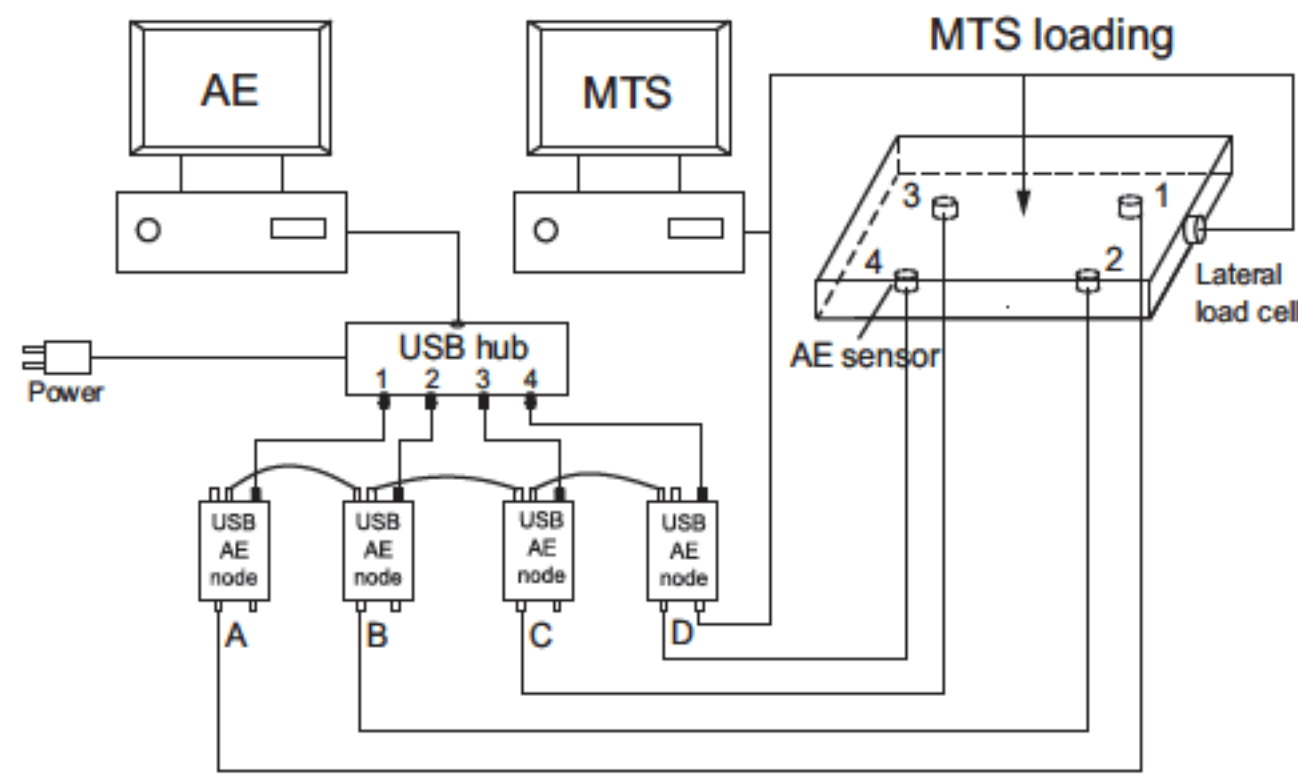 MTS loading
AE
MTS
3
1
4
2
Lateral
load cell
AE sensor
USB hub
1 2 3 4
Power
USB
AE
node
USB
AE
node
USB
AE
node
USB
AE
node
A
B
C
D